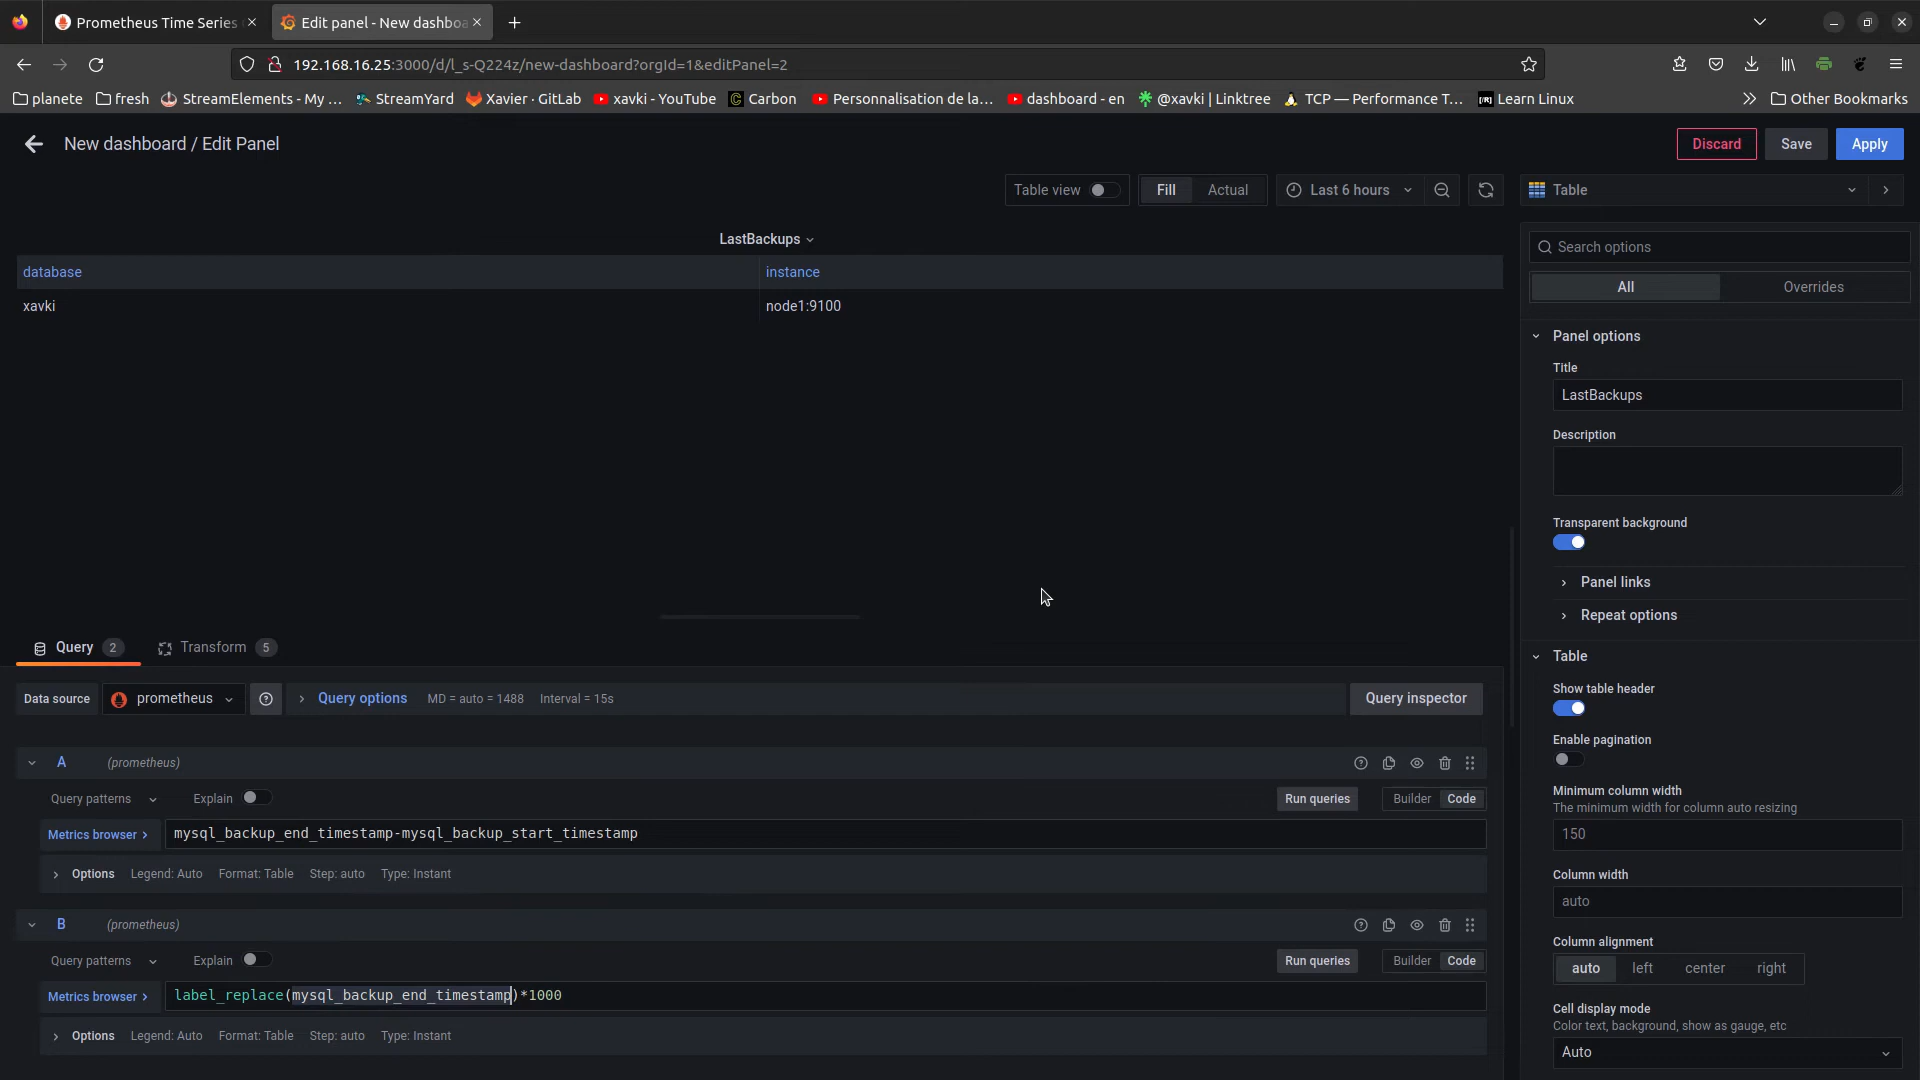 Prometheus Time Series
Edit panel - New dashboa
192.168.16.25:3000/d/l_s-Q224z/new-dashboard?orgId=1&editPanel=2
planete
fresh
StreamElements - My ...
StreamYard
Xavier · GitLab
xavki - YouTube
Carbon
Personnalisation de la...
dashboard - en
@xavki | Linktree
TCP — Performance T...
Learn Linux
Other Bookmarks
New dashboard / Edit Panel
Discard
Save
Apply
Table view
Fill
Actual
Last 6 hours
Table
LastBackups
database
instance
xavki
node1:9100
Search options
All
Overrides
Panel options
Title
LastBackups
Description
Transparent background
Panel links
Repeat options
Table
Show table header
Enable pagination
Minimum column width
The minimum width for column auto resizing
150
Column width
auto
Column alignment
auto
left
center
right
Cell display mode
Color text, background, show as gauge, etc
Auto
Query 2
Transform 5
Data source
prometheus
Query options
MD = auto = 1488
Interval = 15s
Query inspector
A
(prometheus)
Query patterns
Explain
Run queries
Builder
Code
Metrics browser
mysql_backup_end_timestamp-mysql_backup_start_timestamp
Options
Legend: Auto
Format: Table
Step: auto
Type: Instant
B
(prometheus)
Query patterns
Explain
Run queries
Builder
Code
Metrics browser
label_replace(mysql_backup_end_timestamp)*1000
Options
Legend: Auto
Format: Table
Step: auto
Type: Instant